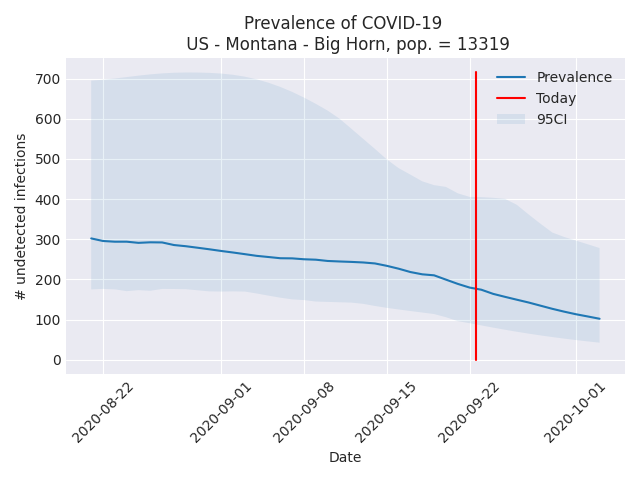 Prevalence of COVID-19
US - Montana - Big Horn, pop. = 13319
Prevalence
Today
95CI
# undetected infections
700
600
500
400
300
200
100
0
2020-08-22
2020-09-01
2020-09-08
2020-09-15
2020-09-22
2020-10-01
Date